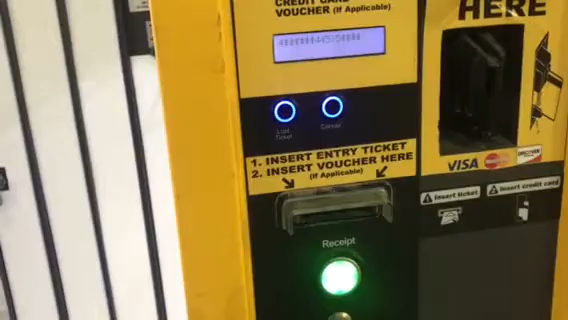 CREDIT CARD
VOUCHER (If Applicable)
HERE
Lost
Ticket
Cancel
1. INSERT ENTRY TICKET
2. INSERT VOUCHER HERE
(If Applicable)
VISA MasterCard DISCOVER
Insert ticket
Insert credit card
Receipt